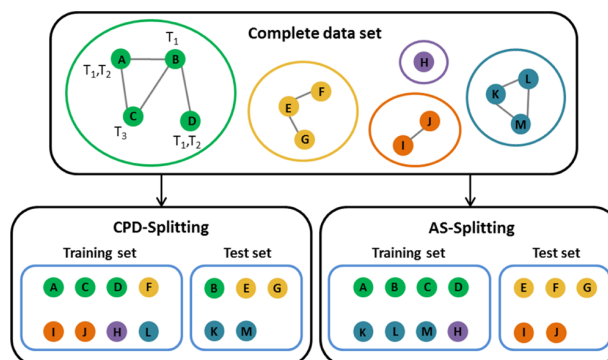 Complete data set
T1
A B
T1,T2
C D
T3 T1,T2
F
E
G
H
J
I
L
K
M
CPD-Splitting
Training set Test set
A C D F B E G
I J H L K M
AS-Splitting
Training set Test set
A B C D E F G
K L M H I J